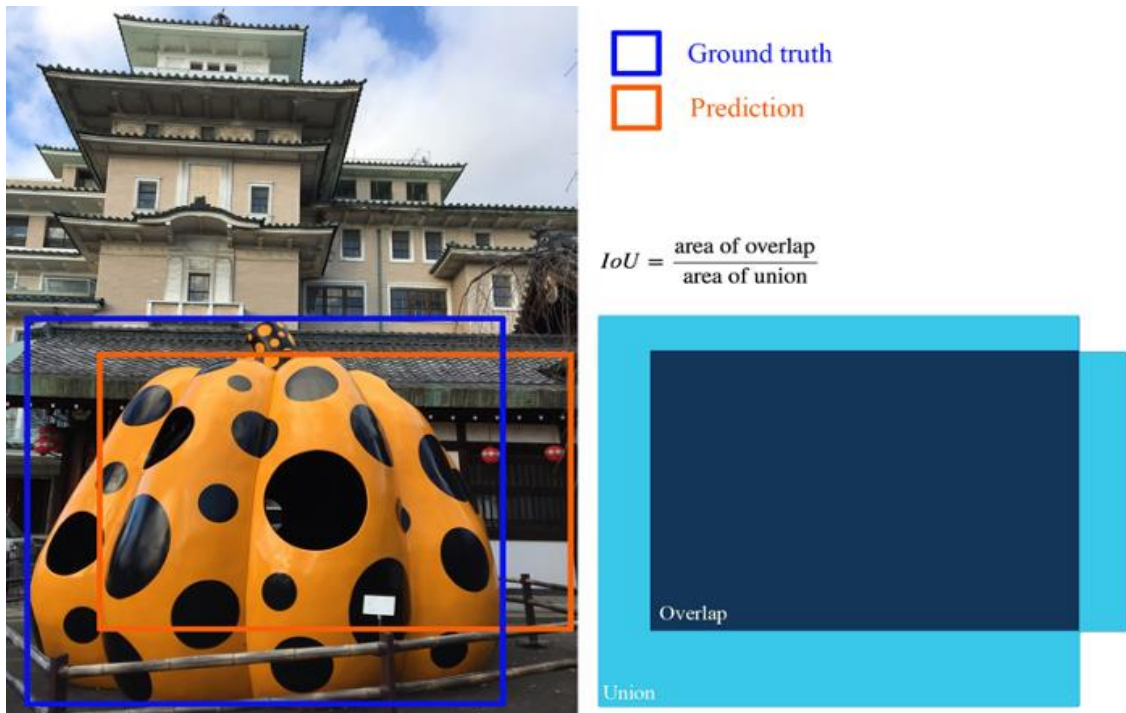 Ground truth
Prediction
IoU = area of overlap / area of union
Overlap
Union